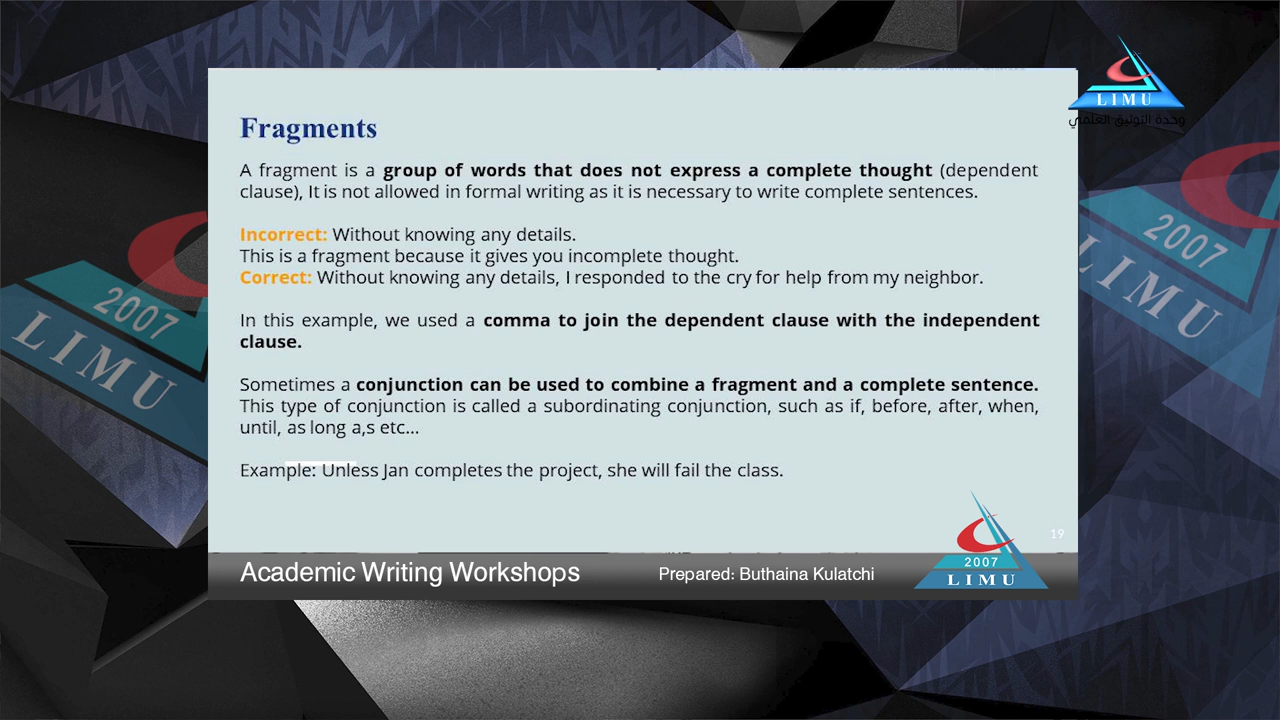 LIMU
وحدة التوثيق العلمي
Fragments
A fragment is a group of words that does not express a complete thought (dependent
clause), It is not allowed in formal writing as it is necessary to write complete sentences.
Incorrect: Without knowing any details.
This is a fragment because it gives you incomplete thought.
Correct: Without knowing any details, I responded to the cry for help from my neighbor.
In this example, we used a comma to join the dependent clause with the independent
clause.
Sometimes a conjunction can be used to combine a fragment and a complete sentence.
This type of conjunction is called a subordinating conjunction, such as if, before, after, when,
until, as long a,s etc...
Example: Unless Jan completes the project, she will fail the class.
19
2007
LIMU
Academic Writing Workshops
Prepared: Buthaina Kulatchi
2007
LIMU
2007
LIMU